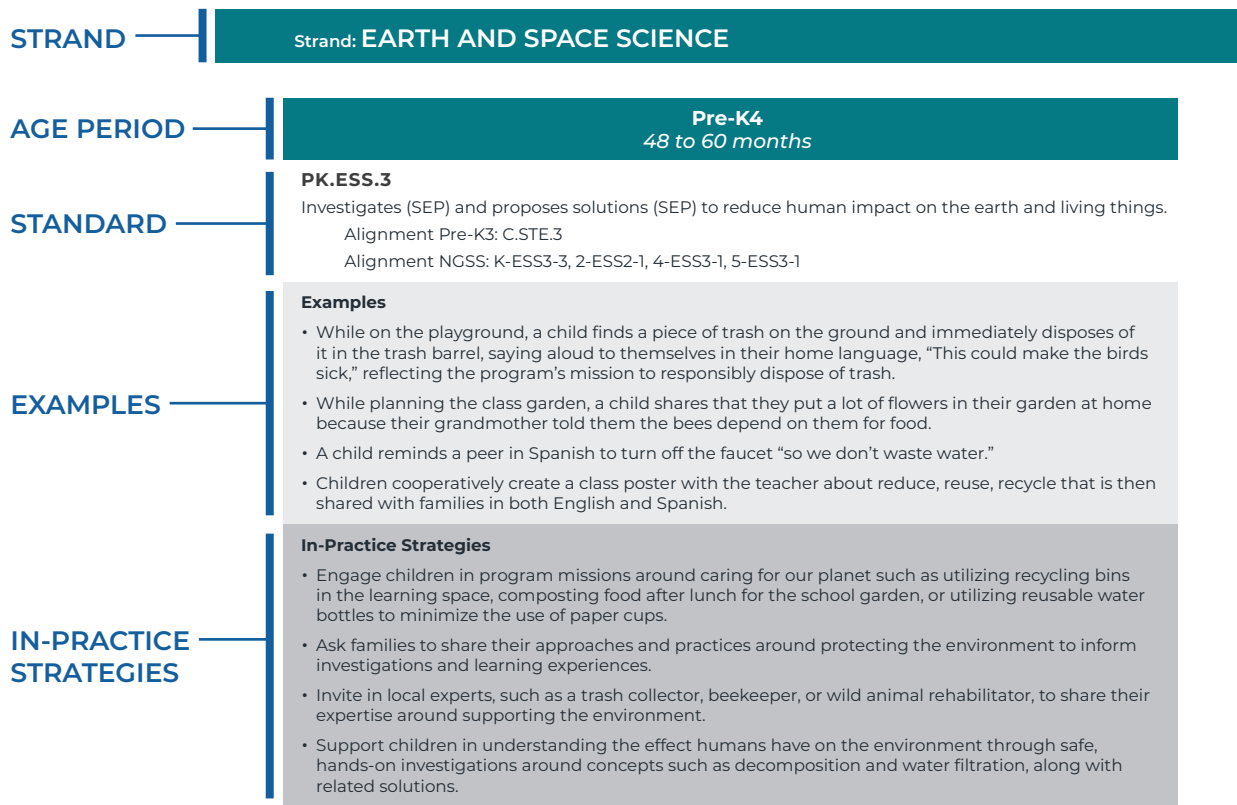 STRAND
Strand: EARTH AND SPACE SCIENCE
AGE PERIOD
Pre-K4
48 to 60 months
STANDARD
PK.ESS.3
Investigates (SEP) and proposes solutions (SEP) to reduce human impact on the earth and living things.
Alignment Pre-K3: C.STE.3
Alignment NGSS: K-ESS3-3, 2-ESS2-1, 4-ESS3-1, 5-ESS3-1
EXAMPLES
Examples
• While on the playground, a child finds a piece of trash on the ground and immediately disposes of
it in the trash barrel, saying aloud to themselves in their home language, “This could make the birds
sick,” reflecting the program’s mission to responsibly dispose of trash.
• While planning the class garden, a child shares that they put a lot of flowers in their garden at home
because their grandmother told them the bees depend on them for food.
• A child reminds a peer in Spanish to turn off the faucet “so we don’t waste water.”
• Children cooperatively create a class poster with the teacher about reduce, reuse, recycle that is then
shared with families in both English and Spanish.
IN-PRACTICE
STRATEGIES
In-Practice Strategies
• Engage children in program missions around caring for our planet such as utilizing recycling bins
in the learning space, composting food after lunch for the school garden, or utilizing reusable water
bottles to minimize the use of paper cups.
• Ask families to share their approaches and practices around protecting the environment to inform
investigations and learning experiences.
• Invite in local experts, such as a trash collector, beekeeper, or wild animal rehabilitator, to share their
expertise around supporting the environment.
• Support children in understanding the effect humans have on the environment through safe,
hands-on investigations around concepts such as decomposition and water filtration, along with
related solutions.